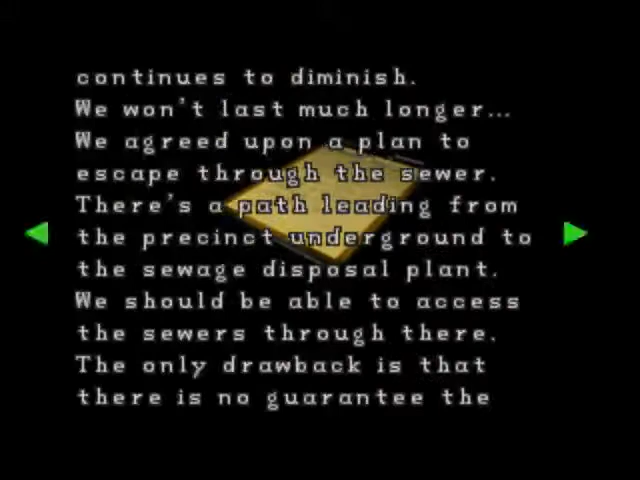 continues to diminish.
We won't last much longer...
We agreed upon a plan to
escape through the sewer.
There's a path leading from
the precinct underground to
the sewage disposal plant.
We should be able to access
the sewers through there.
The only drawback is that
there is no guarantee the